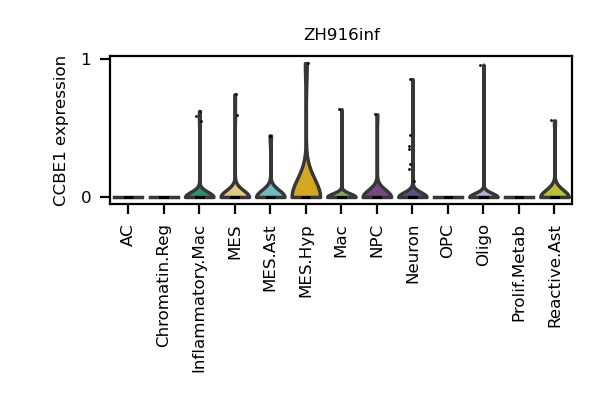 ZH916inf
CCBE1 expression
1
0
AC
Chromatin.Reg
Inflammatory.Mac
MES
MES.Ast
MES.Hyp
Mac
NPC
Neuron
OPC
Oligo
Prolif.Metab
Reactive.Ast